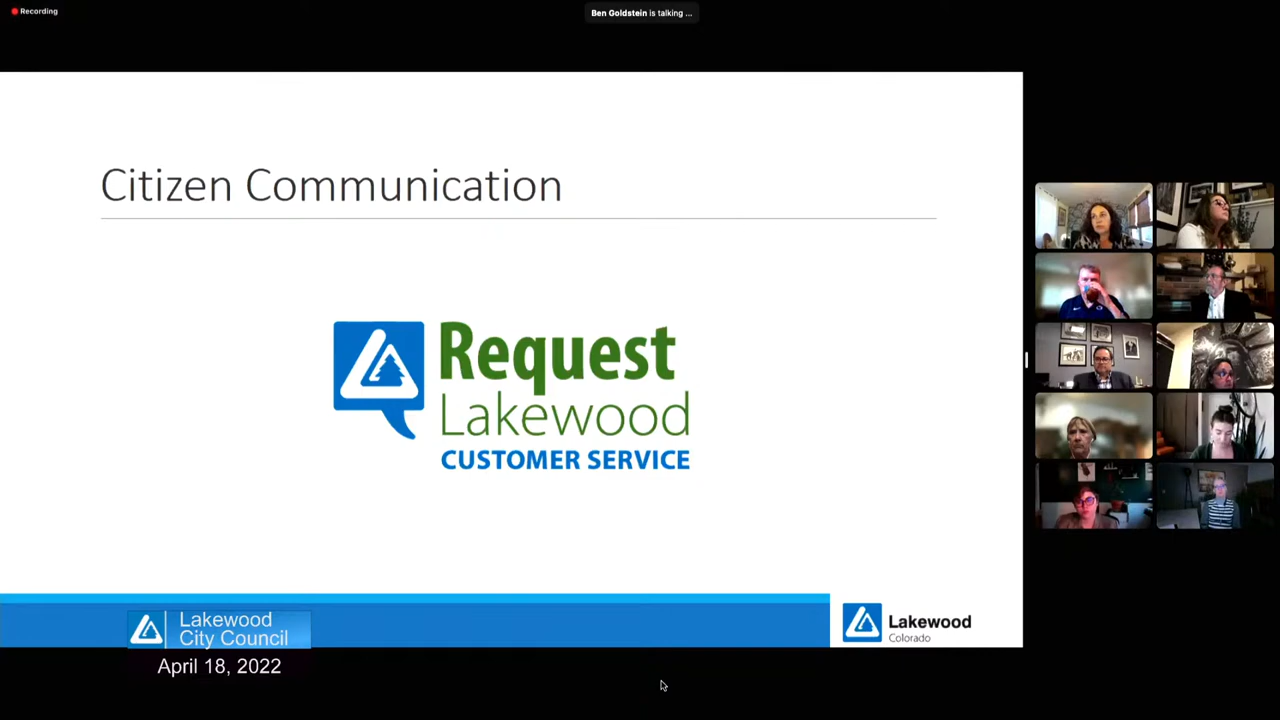 Recording
Ben Goldstein is talking ...
Citizen Communication
Request
Lakewood
CUSTOMER SERVICE
Lakewood
City Council
April 18, 2022
Lakewood
Colorado